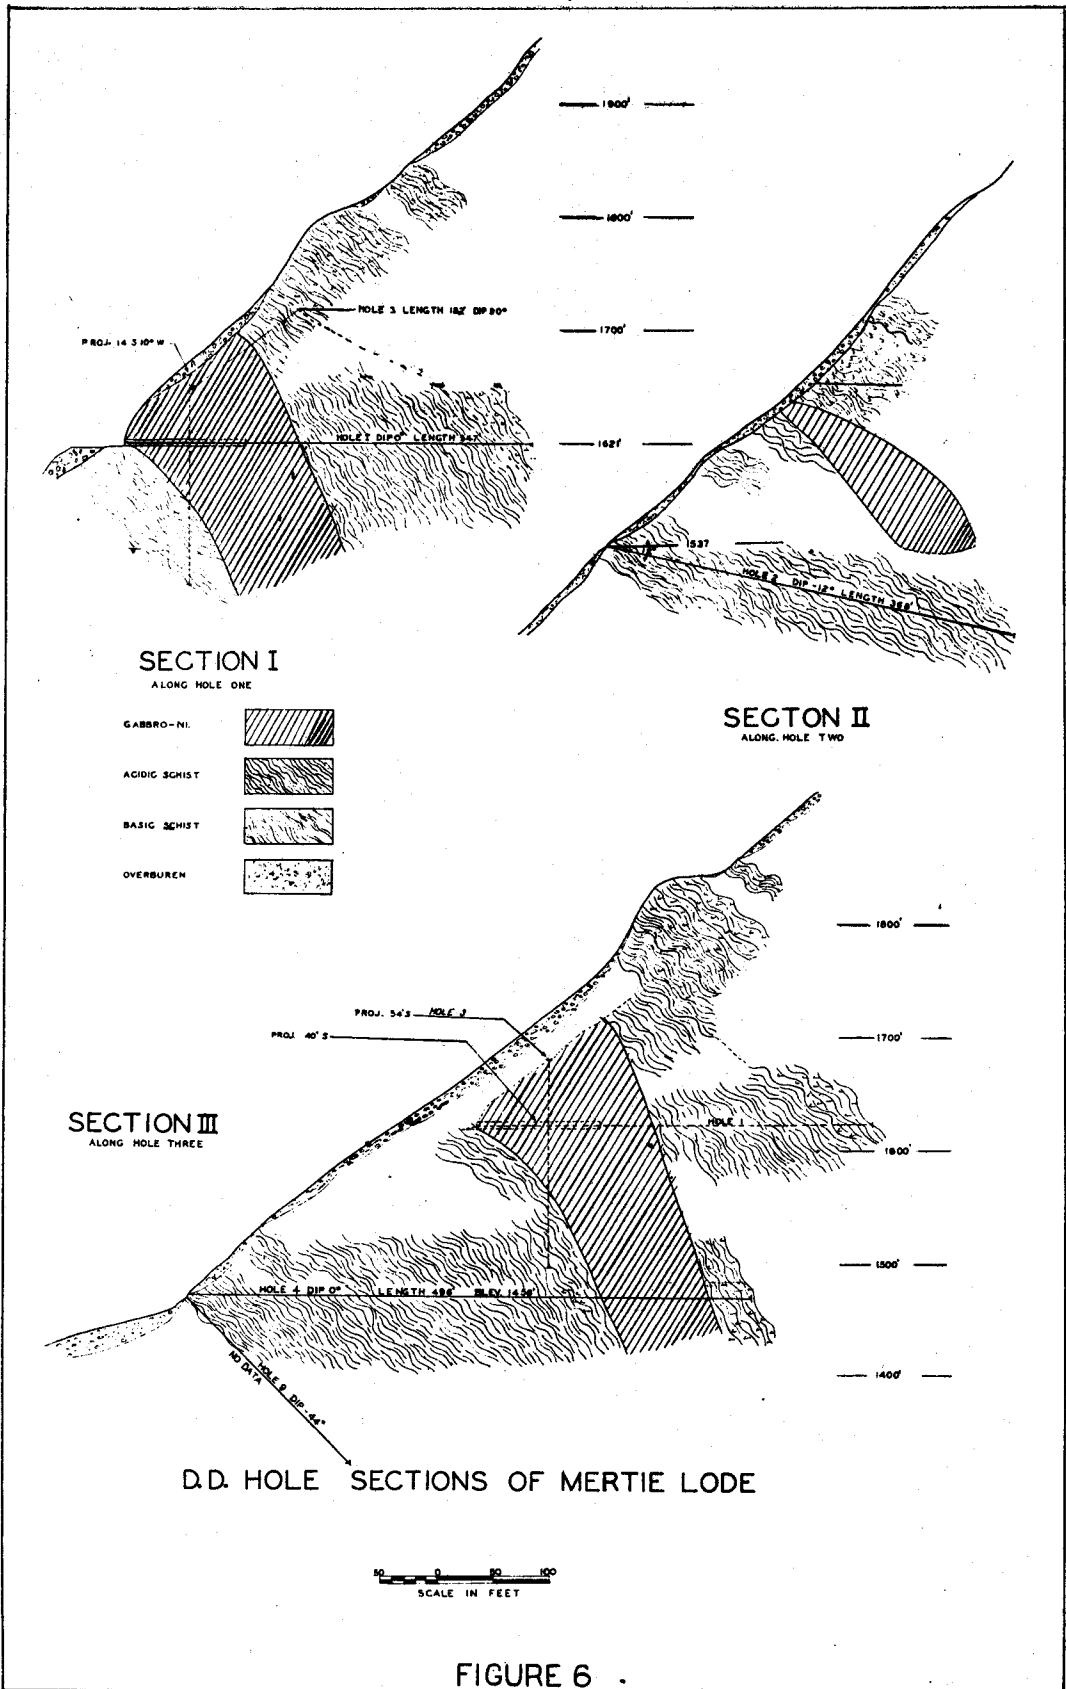 1900'
1800'
HOLE 3 LENGTH 182' DIP 90°
1700'
PROJ. 14 S 10° W
HOLE 1 DIP 0° LENGTH 347'
1621'
1537
HOLE 2 DIP -12° LENGTH
SECTION I
ALONG HOLE ONE
GABBRO-NI.
ACIDIC SCHIST
BASIC SCHIST
OVERBUREN
SECTON II
ALONG. HOLE TWO
1800'
PROJ. 54'S HOLE 3
PROJ. 40'S
1700'
SECTION III
ALONG HOLE THREE
HOLE 1
1600'
1500'
HOLE 4 DIP 0° LENGTH 496' ELEV.
1400'
HOLE 9 DIP -44°
NO DATA
D.D. HOLE SECTIONS OF MERTIE LODE
50 0 50 100
SCALE IN FEET
FIGURE 6 .